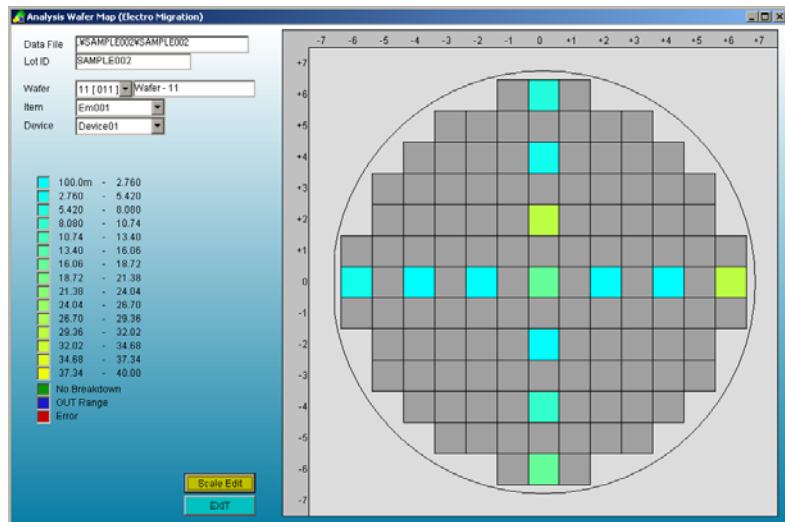 Analysis Wafer Map (Electro Migration)
Data File .¥SAMPLE002¥SAMPLE002
Lot ID SAMPLE002
Wafer 11 [ 011 ] Wafer - 11
Item Em001
Device Device01
100.0m - 2.760
2.760 - 5.420
5.420 - 8.080
8.080 - 10.74
10.74 - 13.40
13.40 - 16.06
16.06 - 18.72
18.72 - 21.38
21.38 - 24.04
24.04 - 26.70
26.70 - 29.36
29.36 - 32.02
32.02 - 34.68
34.68 - 37.34
37.34 - 40.00
No Breakdown
OUT Range
Error
Scale Edit
EXIT
-7 -6 -5 -4 -3 -2 -1 0 +1 +2 +3 +4 +5 +6 +7
+7
+6
+5
+4
+3
+2
+1
0
-1
-2
-3
-4
-5
-6
-7